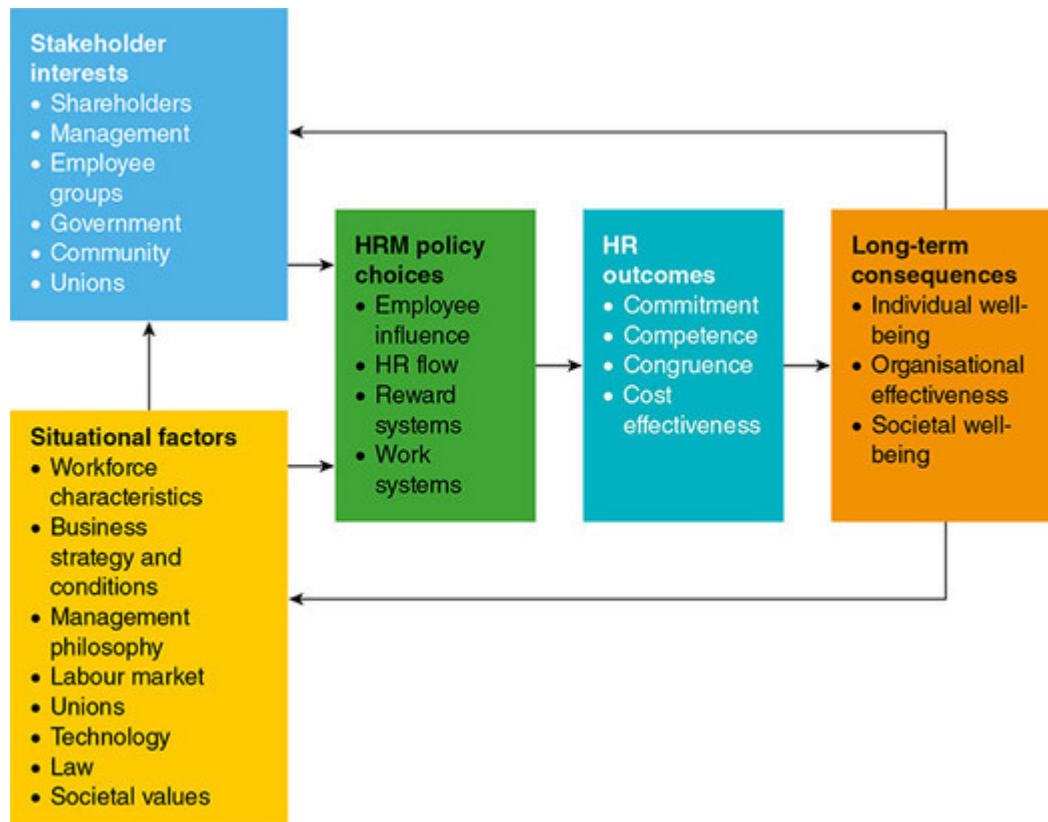 Stakeholder
interests
• Shareholders
• Management
• Employee
groups
• Government
• Community
• Unions
Situational factors
• Workforce
characteristics
• Business
strategy and
conditions
• Management
philosophy
• Labour market
• Unions
• Technology
• Law
• Societal values
HRM policy
choices
• Employee
influence
• HR flow
• Reward
systems
• Work
systems
HR
outcomes
• Commitment
• Competence
• Congruence
• Cost
effectiveness
Long-term
consequences
• Individual well-
being
• Organisational
effectiveness
• Societal well-
being